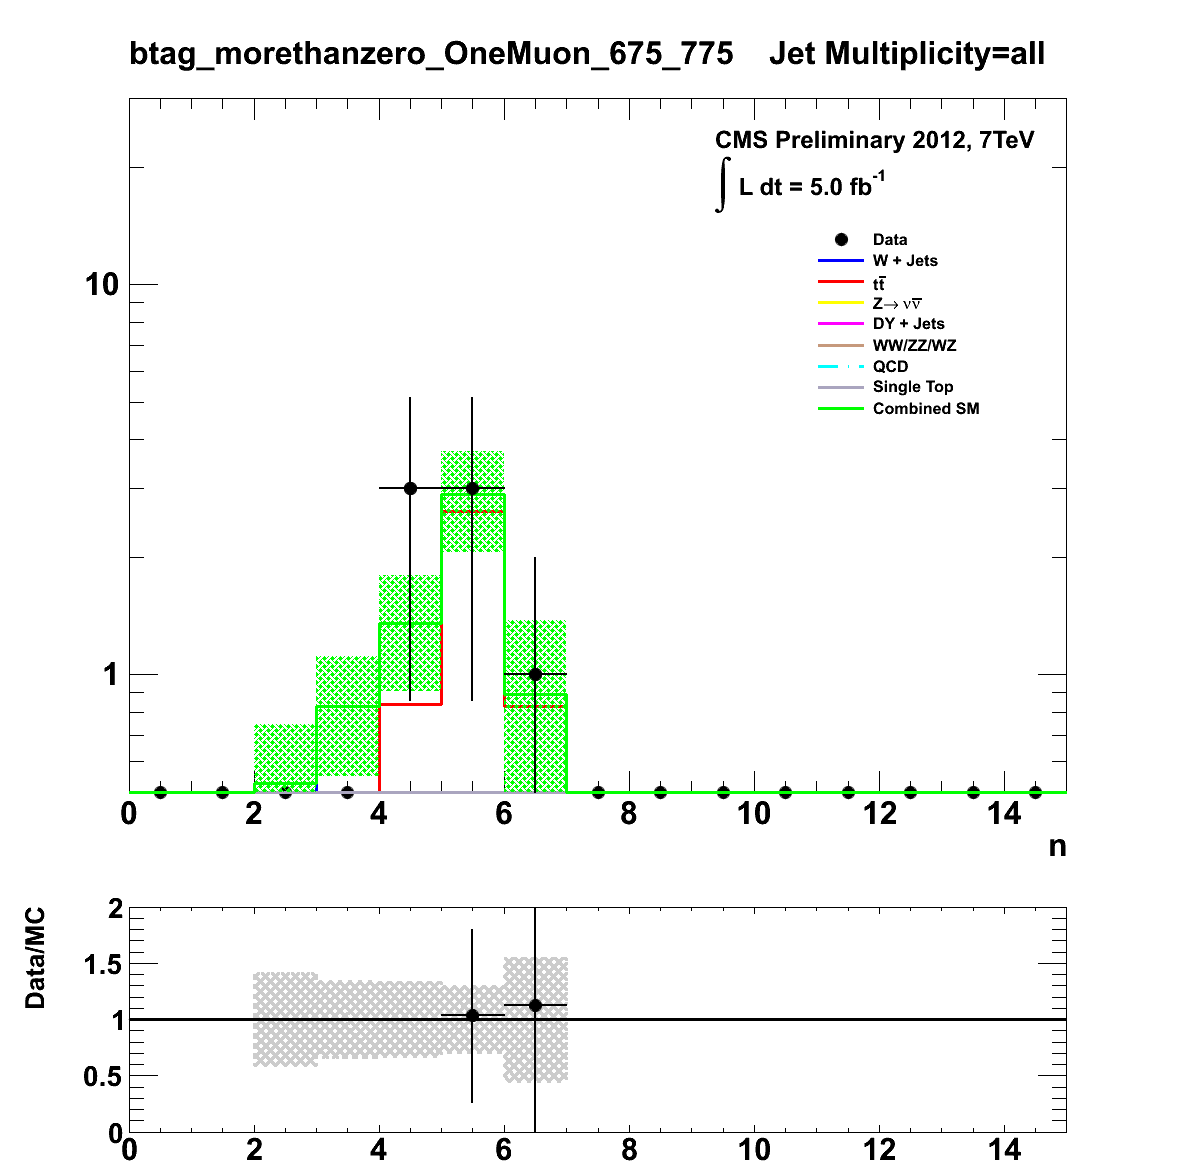 btag_morethanzero_OneMuon_675_775 Jet Multiplicity=all
CMS Preliminary 2012, 7TeV
∫ L dt = 5.0 fb⁻¹
Data
W + Jets
tt̅
Z→ νν̅
DY + Jets
WW/ZZ/WZ
QCD
Single Top
Combined SM
10
1
0 2 4 6 8 10 12 14
n
Data/MC
2
1.5
1
0.5
0
0 2 4 6 8 10 12 14